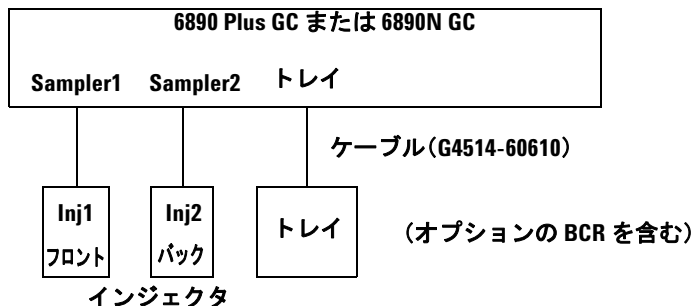 6890 Plus GC または 6890N GC
Sampler1 Sampler2 トレイ
ケーブル（G4514-60610）
Inj1 Inj2 トレイ （オプションの BCR を含む）
フロント バック
インジェクタ